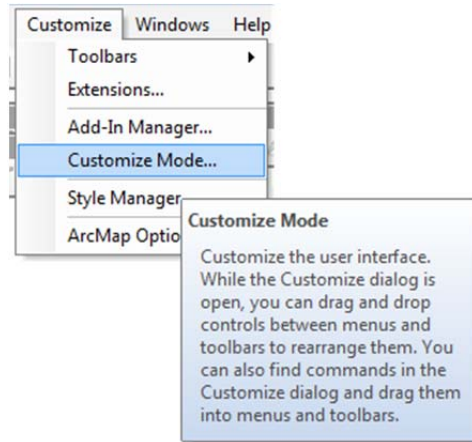 Customize Windows Help
Toolbars
Extensions...
Add-In Manager...
Customize Mode...
Style Manager
ArcMap Optio
Customize Mode
Customize the user interface.
While the Customize dialog is
open, you can drag and drop
controls between menus and
toolbars to rearrange them. You
can also find commands in the
Customize dialog and drag them
into menus and toolbars.